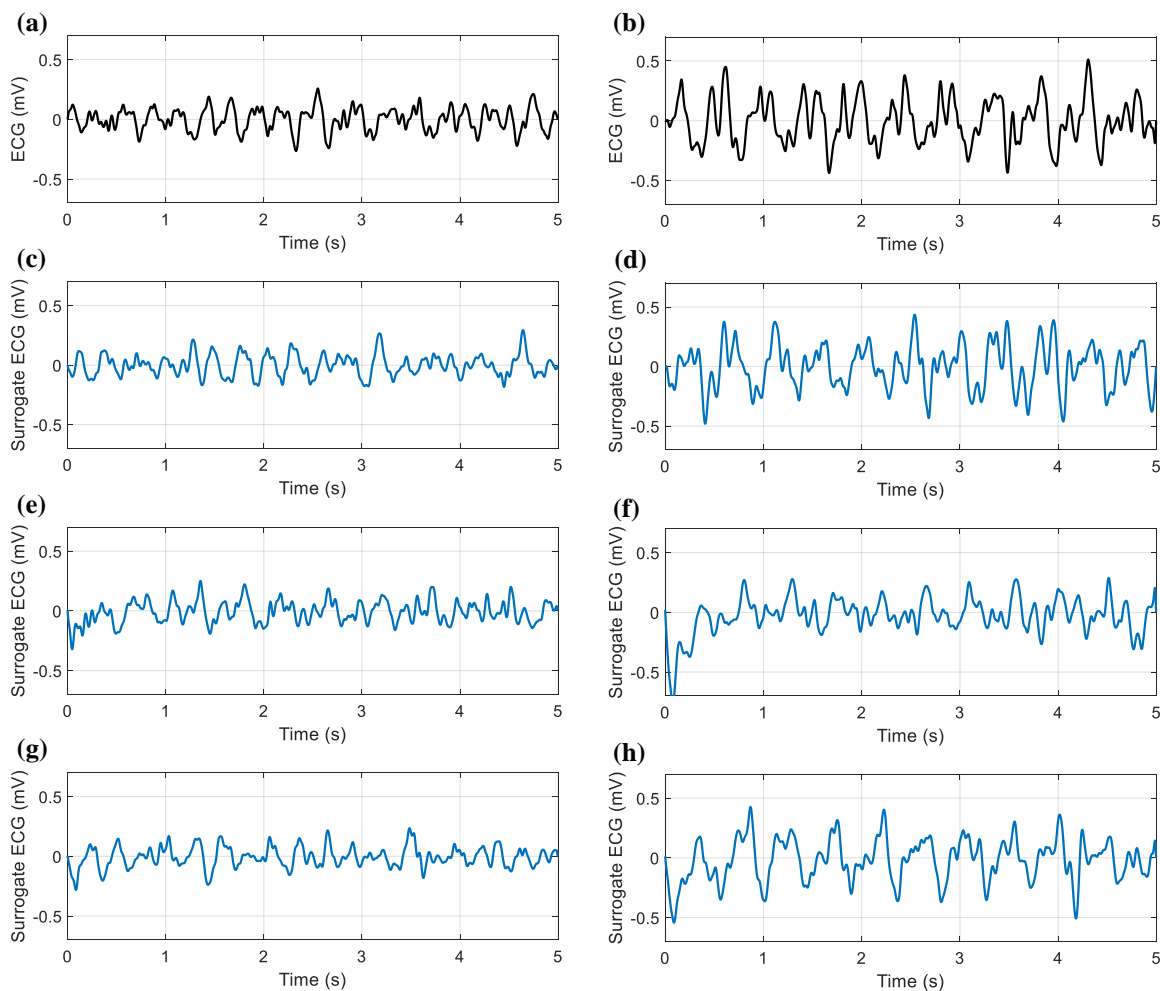 (a)
ECG (mV)
0.5
0
-0.5
0 1 2 3 4 5
Time (s)
(b)
ECG (mV)
0.5
0
-0.5
0 1 2 3 4 5
Time (s)
(c)
Surrogate ECG (mV)
0.5
0
-0.5
0 1 2 3 4 5
Time (s)
(d)
Surrogate ECG (mV)
0.5
0
-0.5
0 1 2 3 4 5
Time (s)
(e)
Surrogate ECG (mV)
0.5
0
-0.5
0 1 2 3 4 5
Time (s)
(f)
Surrogate ECG (mV)
0.5
0
-0.5
0 1 2 3 4 5
Time (s)
(g)
Surrogate ECG (mV)
0.5
0
-0.5
0 1 2 3 4 5
Time (s)
(h)
Surrogate ECG (mV)
0.5
0
-0.5
0 1 2 3 4 5
Time (s)